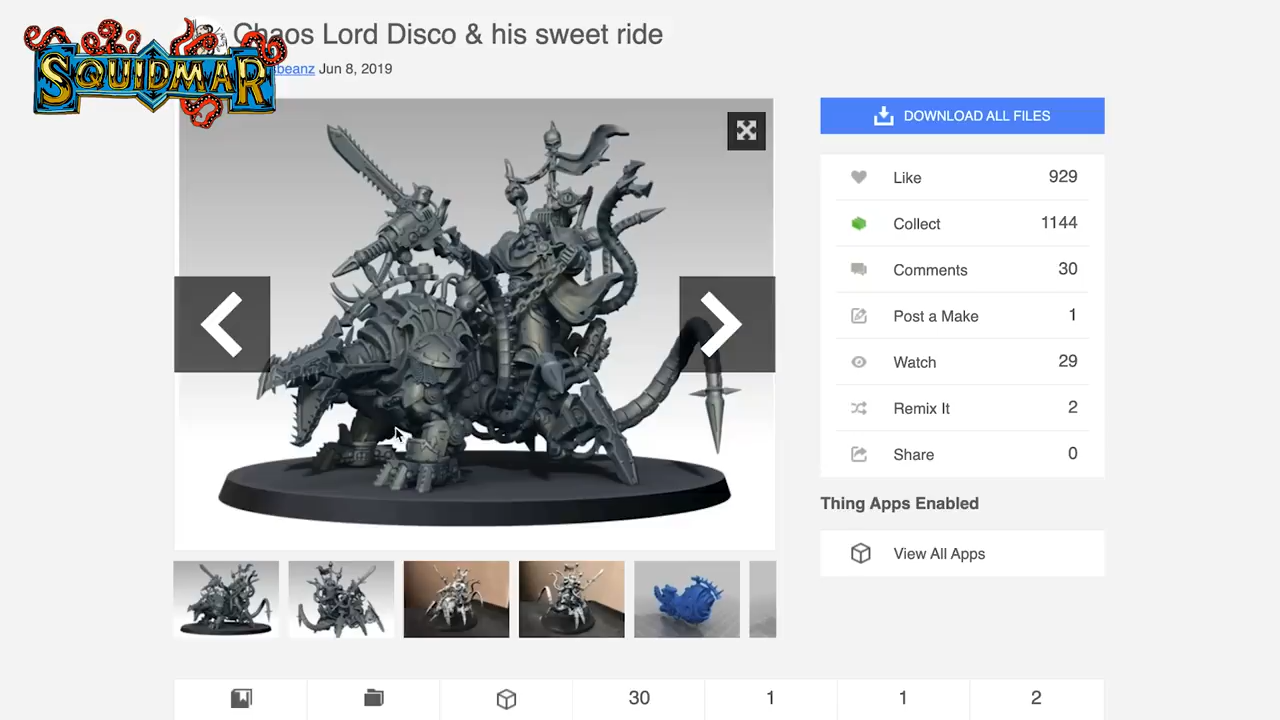 Chaos Lord Disco & his sweet ride
SQUIDMAR
beanz Jun 8, 2019
DOWNLOAD ALL FILES
Like 929
Collect 1144
Comments 30
Post a Make 1
Watch 29
Remix It 2
Share 0
Thing Apps Enabled
View All Apps
30 1 1 2